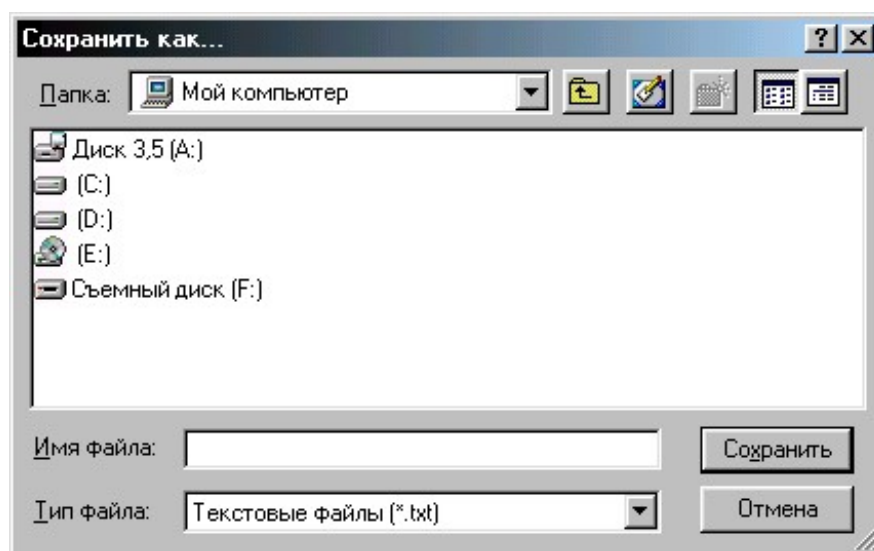 Сохранить как...
Папка: Мой компьютер
Диск 3,5 (A:)
(C:)
(D:)
(E:)
Съемный диск (F:)
Имя файла: Сохранить
Тип файла: Текстовые файлы (*.txt) Отмена